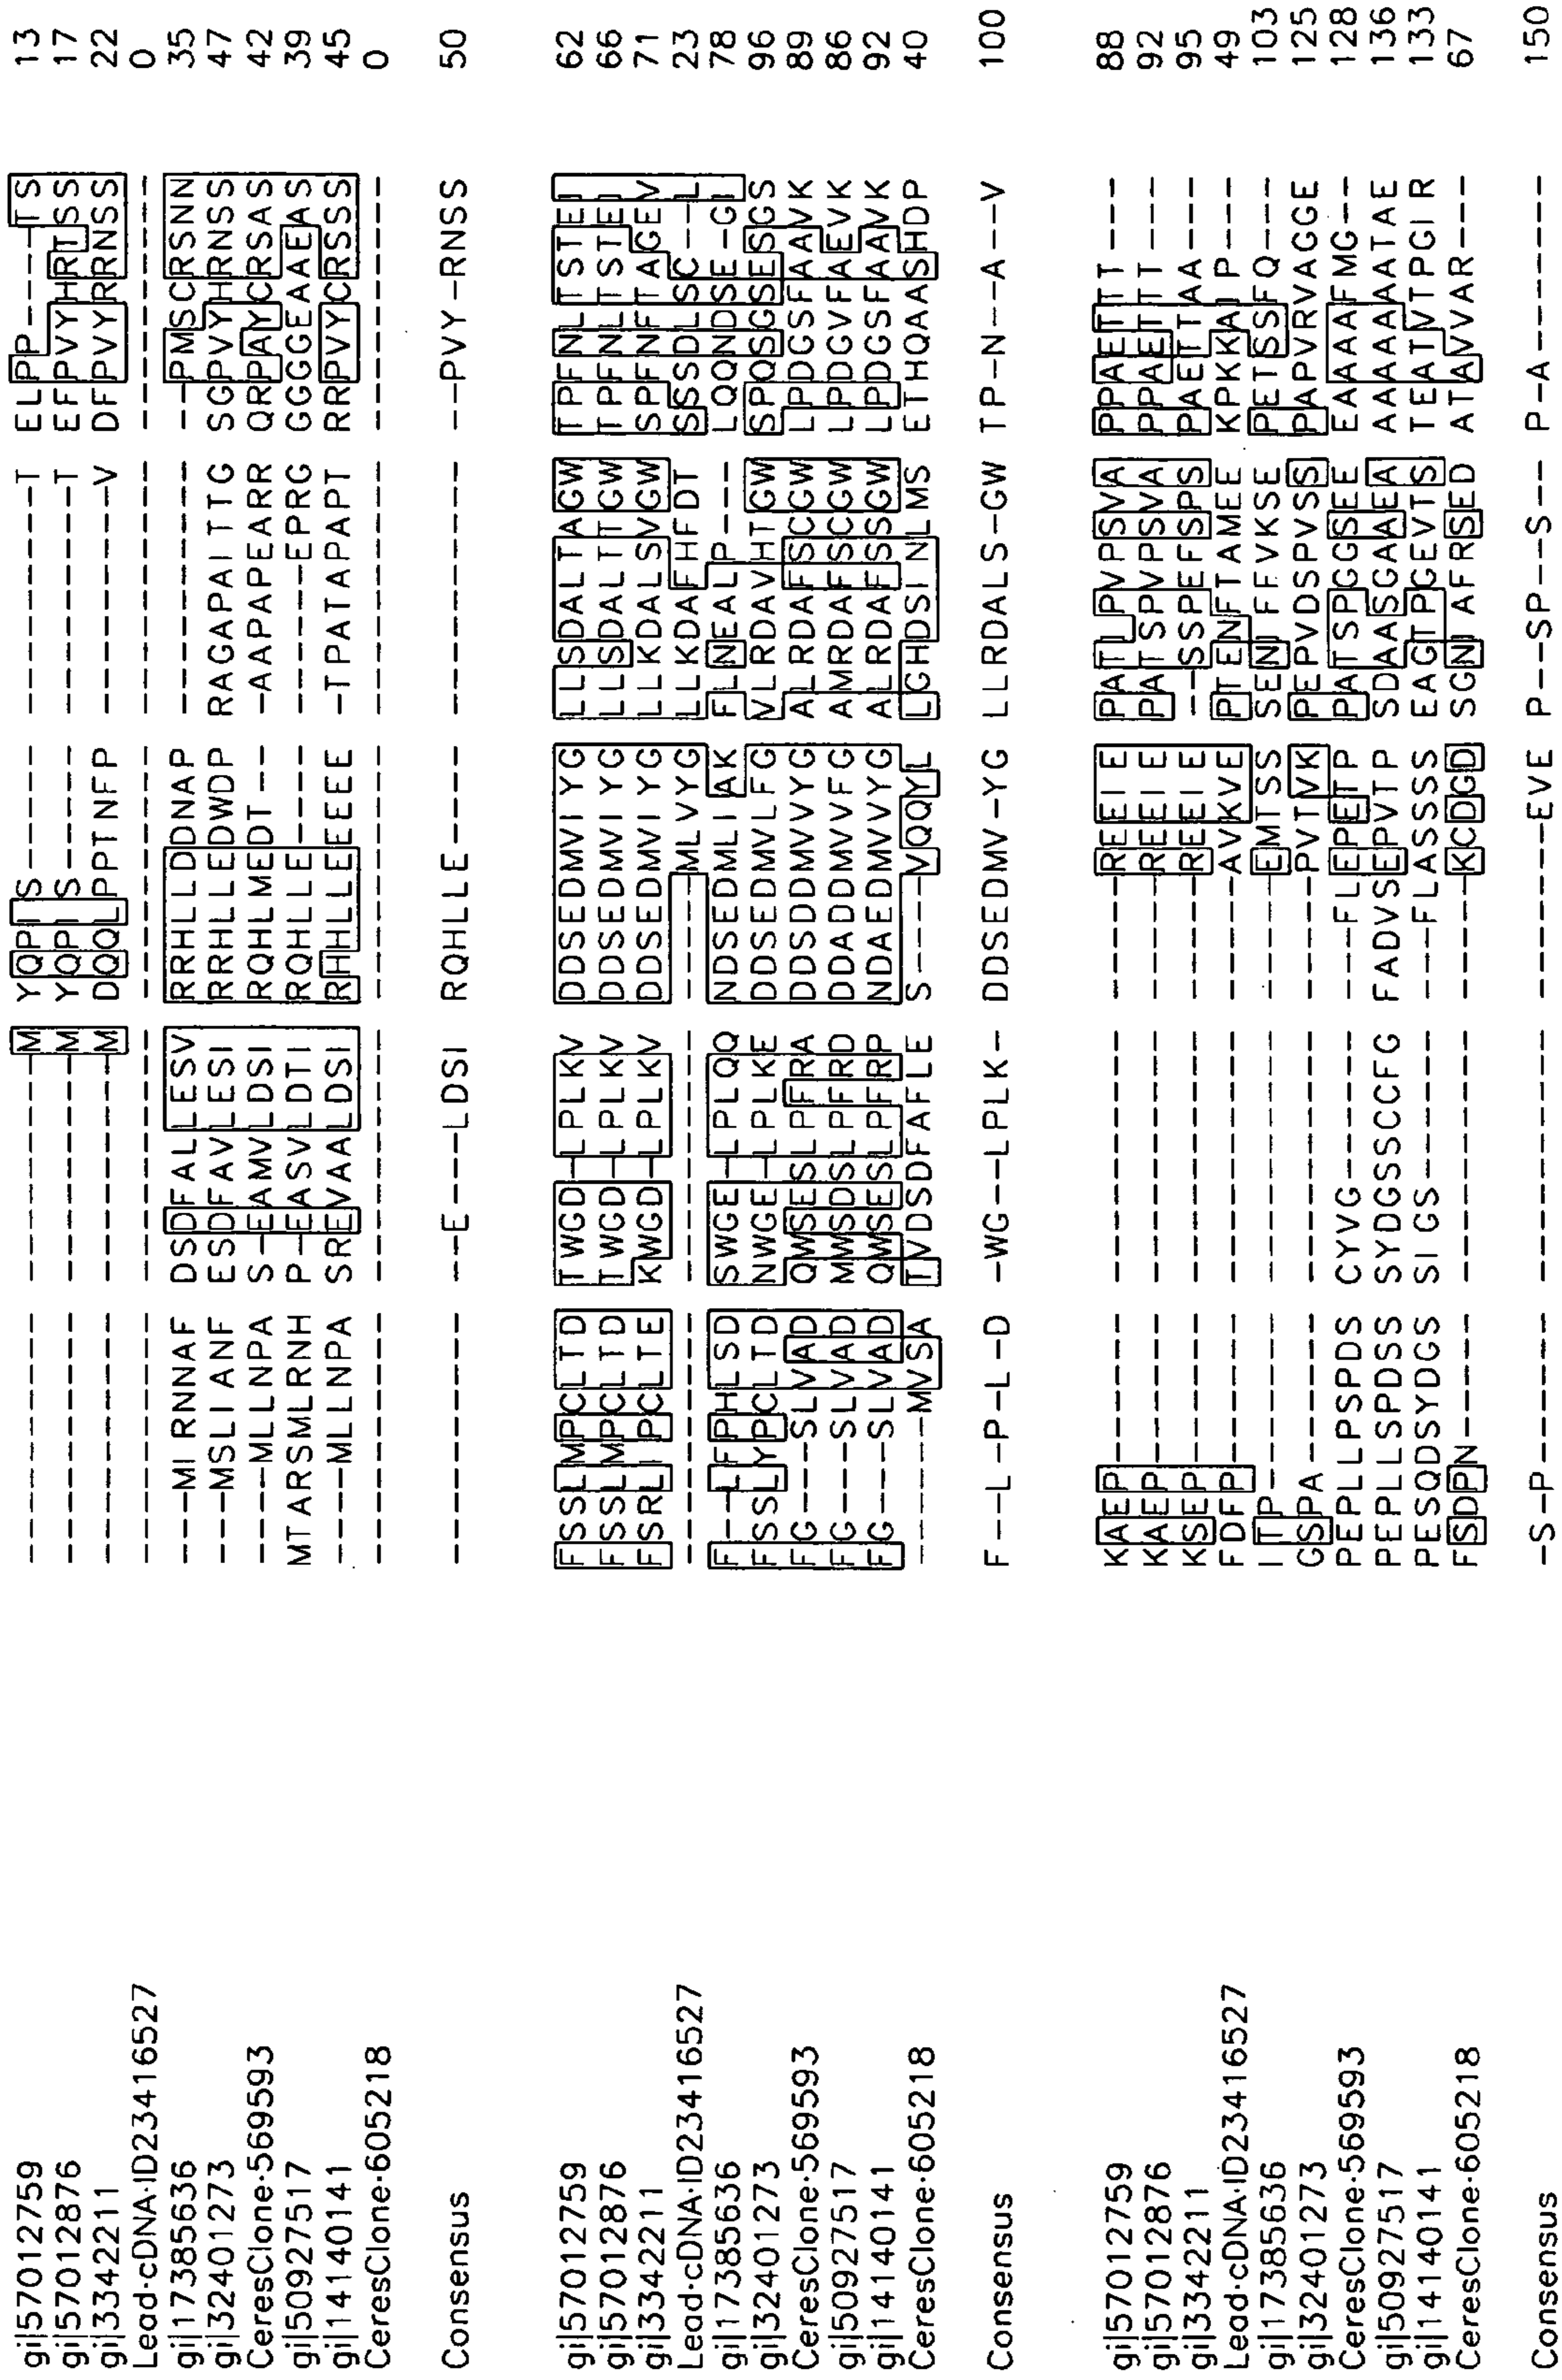 gi|57012759 ---------- ---------M YQPIS----- ---------T ELPP----TS 13
gi|57012876 ---------- ---------M YQPIS----- ---------T EFPVYHRTSS 17
gi|3342211 ---------- ---------M DQQLPPTNFP ---------V DFPVYRRNSS 22
Lead·cDNA·ID23416527 ---------- ---------- ---------- ---------- ---------- 0
gi|17385636 ---MIRNNAF DSDFALLESV RRHLLDDNAP ---------- --PMSCRSNN 35
gi|32401273 ---MSLIANF ESDFAVLESI RRHLLEDWDP RAGAPAITTG SGPVYHRNSS 47
CeresClone·569593 ----MLLNPA S-EAMVLDSI RQHLMEDT-- -AAPAPEARR QRPAYCRSAS 42
gi|50927517 MTARSMLRNH P-EASVLDTI RQHLLE---- ------EPRG GGGGEAAEAS 39
gi|14140141 ----MLLNPA SREVAALDSI RHHLLEEEEE -TPATAPAPT RRPVYCRSSS 45
CeresClone·605218 ---------- ---------- ---------- ---------- ---------- 0
Consensus ---------- --E---LDSI RQHLLE---- ---------- --PVY-RNSS 50
gi|57012759 FSSLMPCLTD TWGD-LPLKV DDSEDMVIYG LLSDALTAGW TPFNLTSTEI 62
gi|57012876 FSSLMPCLTD TWGD-LPLKV DDSEDMVIYG LLSDALTTGW TPFNLTSTEI 66
gi|3342211 FSRLIPCLTE KWGD-LPLKV DDSEDMVIYG LLKDALSVGW SPFNFTAGEV 71
Lead·cDNA·ID23416527 ---------- ---------- -----MLVYG LLKDAFHFDT SSSDLSC--L 23
gi|17385636 F--LFPHLSD SWGE-LPLQQ NDSEDMLIAK FLNEALP--- LQQNDSE-GI 78
gi|32401273 FSSLYPCLTD NWGE-LPLKE DDSEDMVLFG VLRDAVHTGW SPQSGSESGS 96
CeresClone·569593 FG---SLVAD QWSESLPFRA DDSDDMVVYG ALRDAFSCGW LPDGSFAAVK 89
gi|50927517 FG---SLVAD MWSDSLPFRD DDADDMVVFG AMRDAFSCGW LPDGVFAEVK 86
gi|14140141 FG---SLVAD QWSESLPFRP NDAEDMVVYG ALRDAFSSGW LPDGSFAAVK 92
CeresClone·605218 ------MVSA TVDSDFAFLE S----VQQYL LGHDSINLMS ETHQAASHDP 40
Consensus F--L-P-L-D -WG--LPLK- DDSEDMV-YG LLRDALS-GW TP-N--A--V 100
gi|57012759 KAEP------ ---------- -----REEIE PATLPVPSVA PPAETTT--- 88
gi|57012876 KAEP------ ---------- -----REEIE PATSPVPSVA PPAETTT--- 92
gi|3342211 KSEP------ ---------- -----REEIE --SSPEFSPS PAETTAA--- 95
Lead·cDNA·ID23416527 FDFP------ ---------- -----AVKVE PTENFTAMEE KPKKAIP--- 49
gi|17385636 ITP------- ---------- -----EMTSS SENIFFVKSE PETSSFQ--- 103
gi|32401273 GSPA------ ---------- -----PVTVK PEPVDSPVSS PAPVRVAGGE 125
CeresClone·569593 PEPLLPSPDS CYVG------ ---FLEPETP PATSPGGSEE EAAAAFMG-- 128
gi|50927517 PEPLLSPDSS SYDGSSCCFG FADVSEPVTP SDAASGAAEA AAAAAAATAE 136
gi|14140141 PESQDSYDGS SIGS------ ---FLASSSS EAGTPGEVTS TEATVTPGIR 133
CeresClone·605218 FSDPN----- ---------- -----KCDGD SGNIAFRSED ATAVVAR--- 67
Consensus -S-P------ ---------- -------EVE P--SP--S-- P-A------- 150